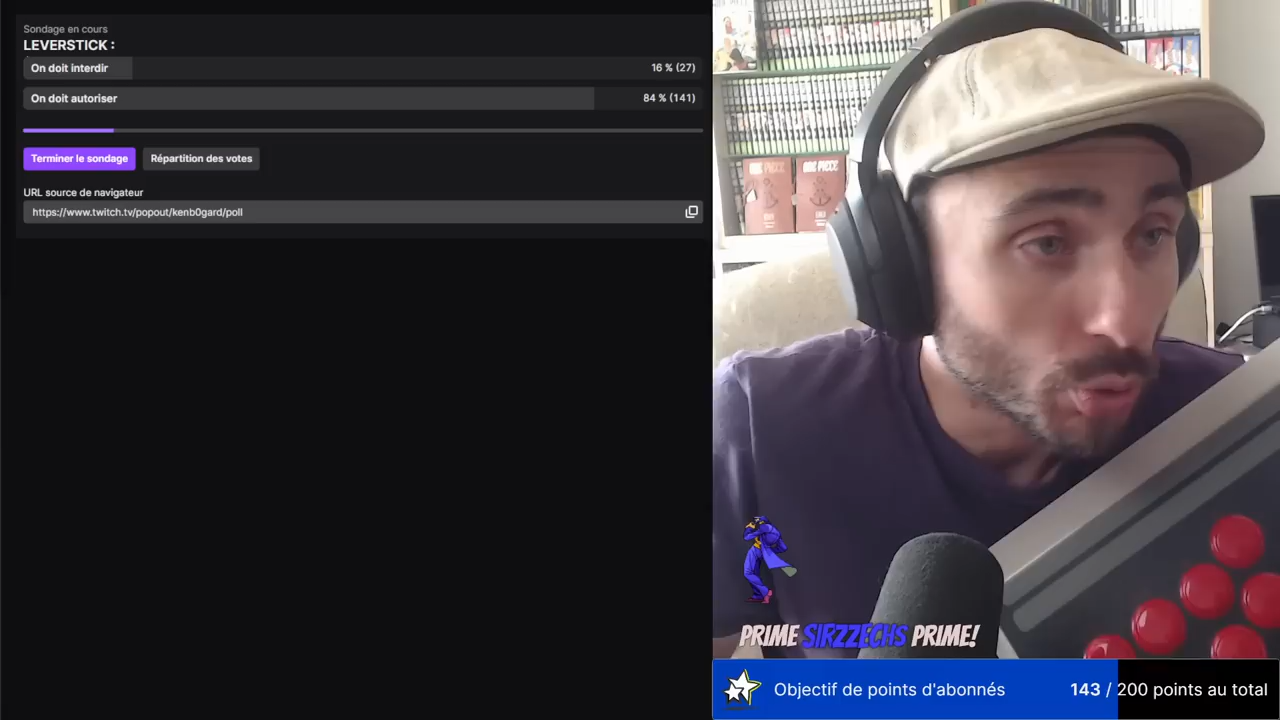 Sondage en cours
LEVERSTICK :
On doit interdir 16 % (27)
On doit autoriser 84 % (141)
Terminer le sondage Répartition des votes
URL source de navigateur
https://www.twitch.tv/popout/kenb0gard/poll
ONE PIECE
PRIME SIRZZECHS PRIME!
Objectif de points d'abonnés 143 / 200 points au total